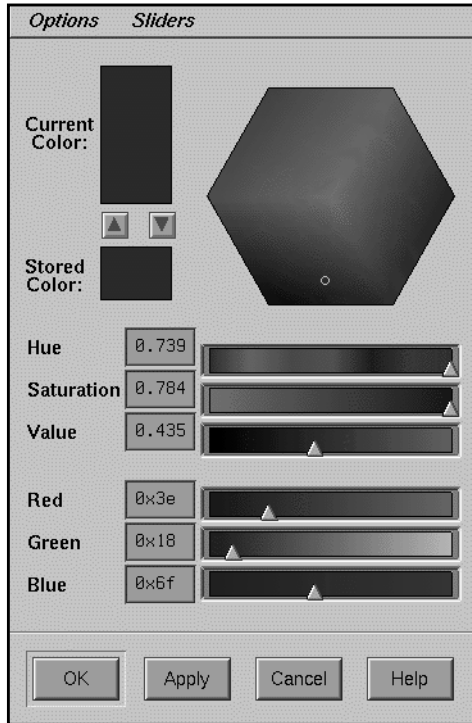 Options Sliders
Current
Color:
Stored
Color:
Hue 0.739
Saturation 0.784
Value 0.435
Red 0x3e
Green 0x18
Blue 0x6f
OK Apply Cancel Help